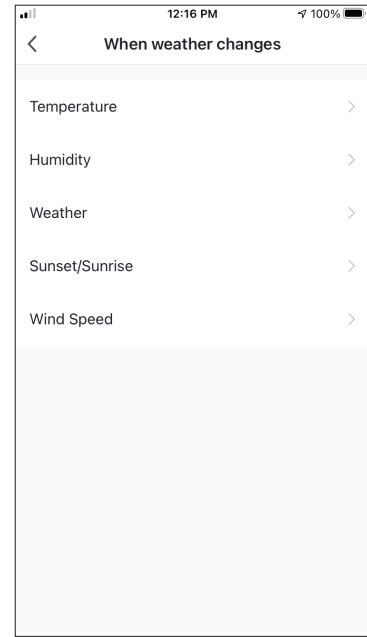 12:16 PM 100%
When weather changes
Temperature
Humidity
Weather
Sunset/Sunrise
Wind Speed